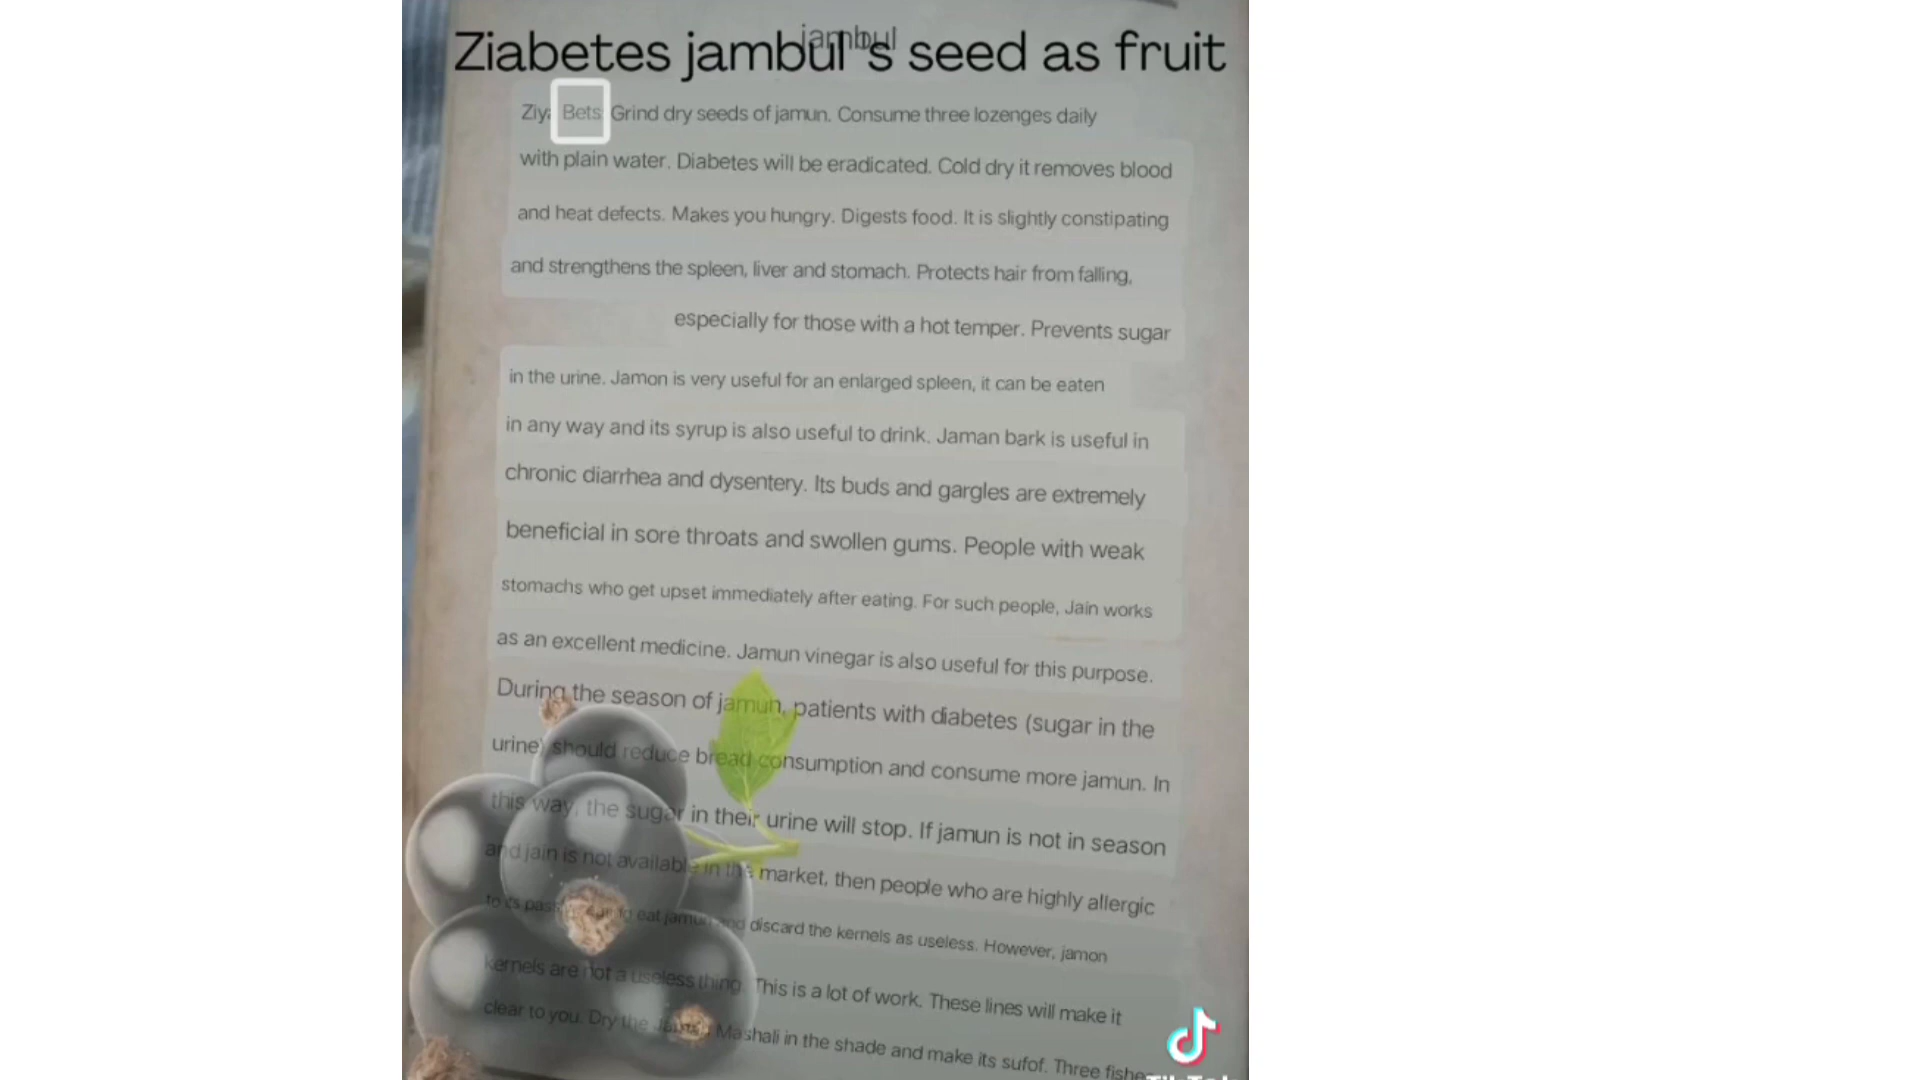 jambul
Ziabetes jambul's seed as fruit
Ziya Bets Grind dry seeds of jamun. Consume three lozenges daily
with plain water. Diabetes will be eradicated. Cold dry it removes blood
and heat defects. Makes you hungry. Digests food. It is slightly constipating
and strengthens the spleen, liver and stomach. Protects hair from falling,
especially for those with a hot temper. Prevents sugar
in the urine. Jamon is very useful for an enlarged spleen, it can be eaten
in any way and its syrup is also useful to drink. Jaman bark is useful in
chronic diarrhea and dysentery. Its buds and gargles are extremely
beneficial in sore throats and swollen gums. People with weak
stomachs who get upset immediately after eating. For such people, Jain works
as an excellent medicine. Jamun vinegar is also useful for this purpose.
During the season of jamun, patients with diabetes (sugar in the
urine) should reduce bread consumption and consume more jamun. In
this way, the sugar in their urine will stop. If jamun is not in season
and jain is not available in the market, then people who are highly allergic
to its eat jamun and discard the kernels as useless. However, jamon
kernels are not a useless thing. This is a lot of work. These lines will make it
clear to you. Dry the Mashali in the shade and make its sufof. Three
TikTok